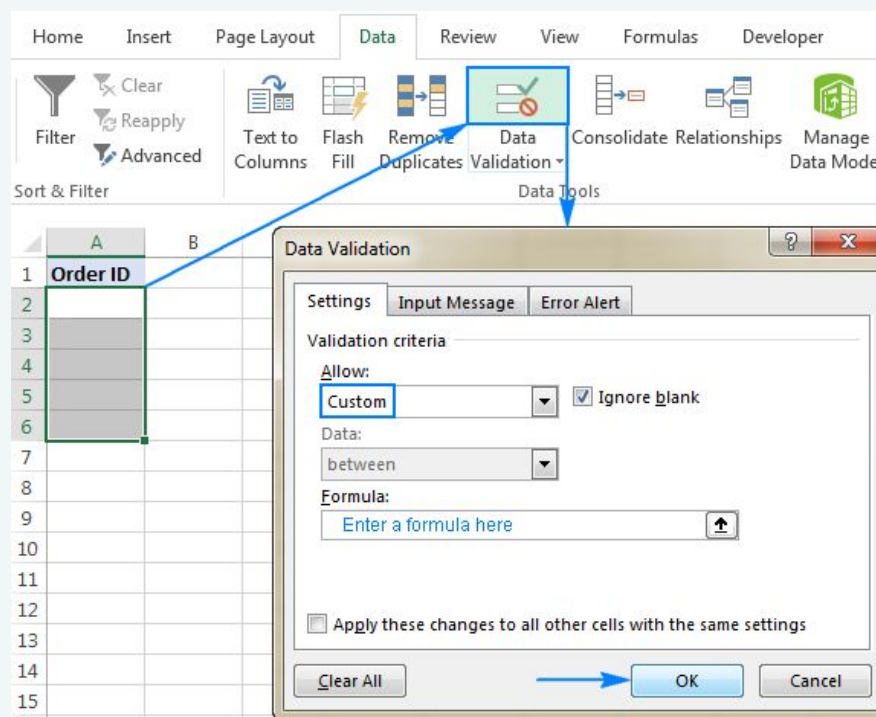 Home Insert Page Layout Data Review View Formulas Developer
Clear
Reapply
Advanced
Filter
Text to Columns
Flash Fill
Remove Duplicates
Data Validation
Consolidate
Relationships
Manage Data Mode
Sort & Filter
Data Tools
A B
1 Order ID
2
3
4
5
6
7
8
9
10
11
12
13
14
15
Data Validation
?
X
Settings Input Message Error Alert
Validation criteria
Allow:
Custom
Ignore blank
Data:
between
Formula:
Enter a formula here
Apply these changes to all other cells with the same settings
Clear All OK Cancel